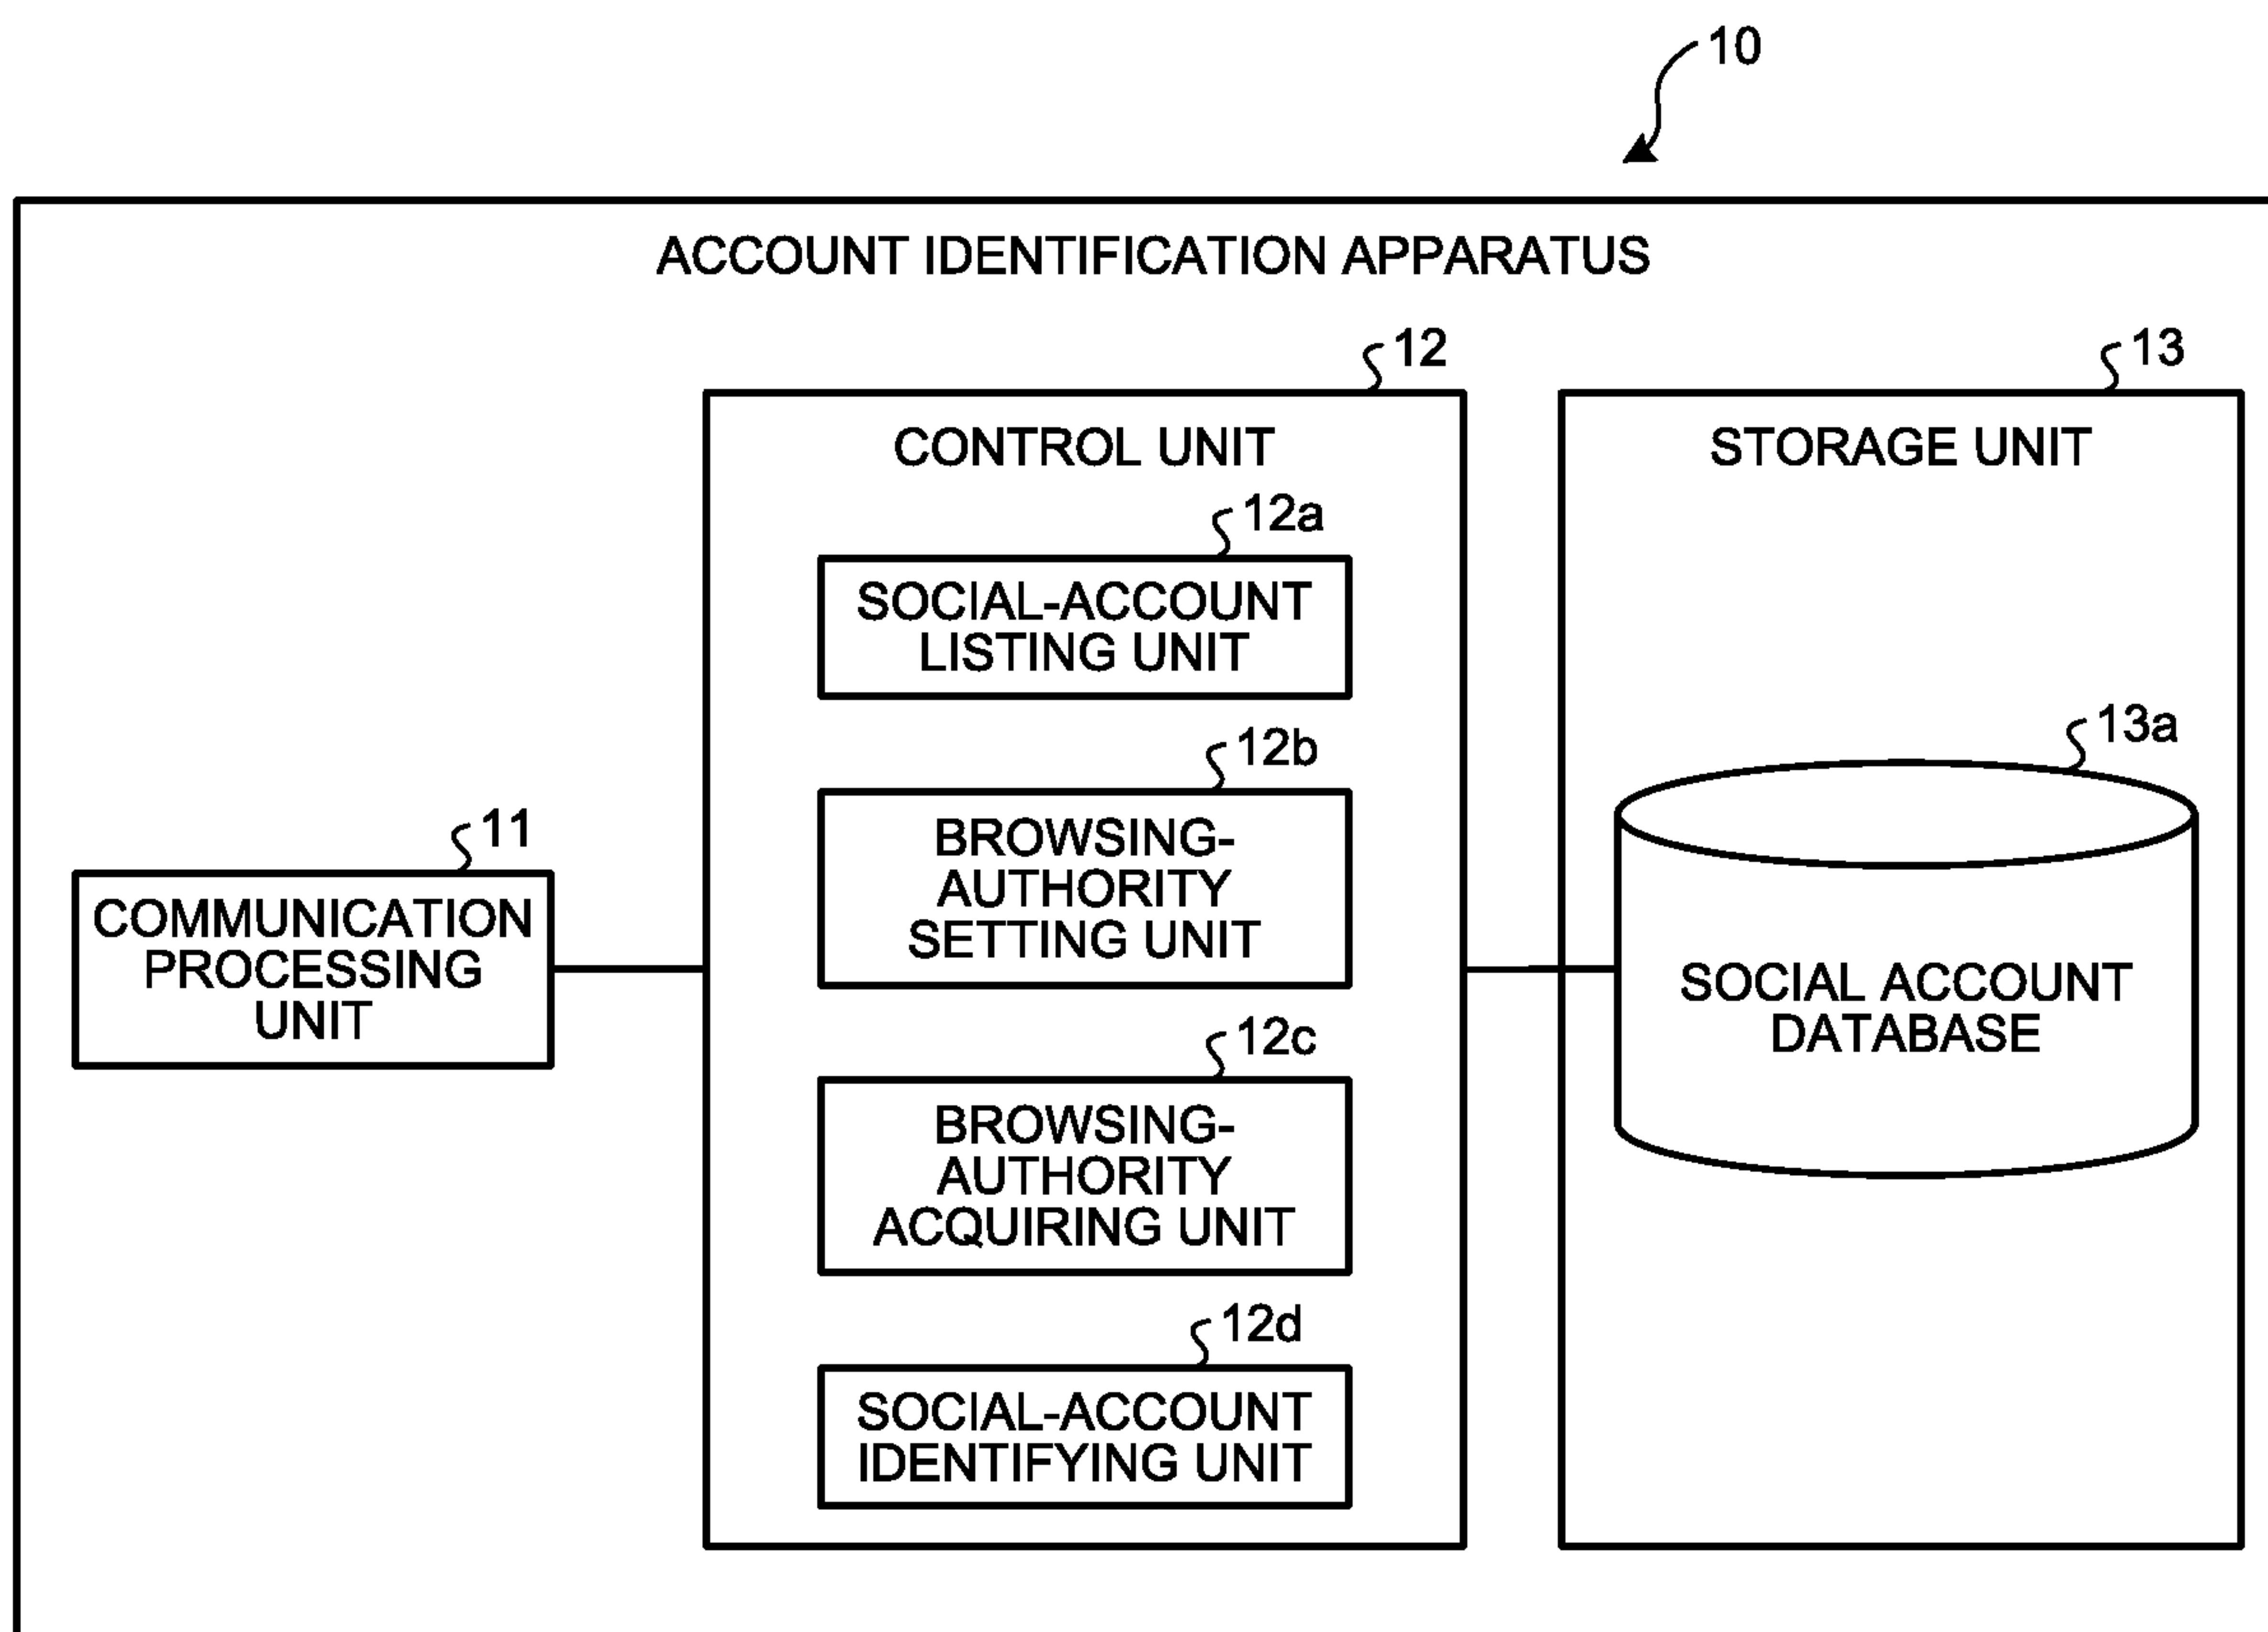 10
ACCOUNT IDENTIFICATION APPARATUS
12
13
CONTROL UNIT
STORAGE UNIT
12a
SOCIAL-ACCOUNT
LISTING UNIT
12b
BROWSING-
AUTHORITY
SETTING UNIT
13a
11
COMMUNICATION
PROCESSING
UNIT
SOCIAL ACCOUNT
DATABASE
12c
BROWSING-
AUTHORITY
ACQUIRING UNIT
12d
SOCIAL-ACCOUNT
IDENTIFYING UNIT